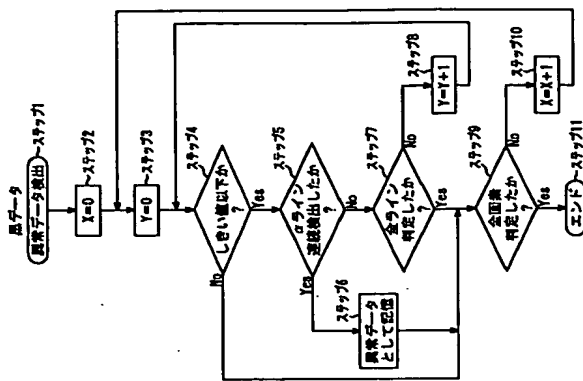 黒データ
異常データ検出
ステップ1
X=0
ステップ2
Y=0
ステップ3
しきい値以下か
?
ステップ4
No
Yes
αライン
連続検出したか
?
ステップ5
Yes
No
異常データ
として記憶
ステップ6
全ライン
判定したか
?
ステップ7
No
Yes
Y=Y+1
ステップ8
全画素
判定したか
?
ステップ9
No
Yes
X=X+1
ステップ10
エンド
ステップ11